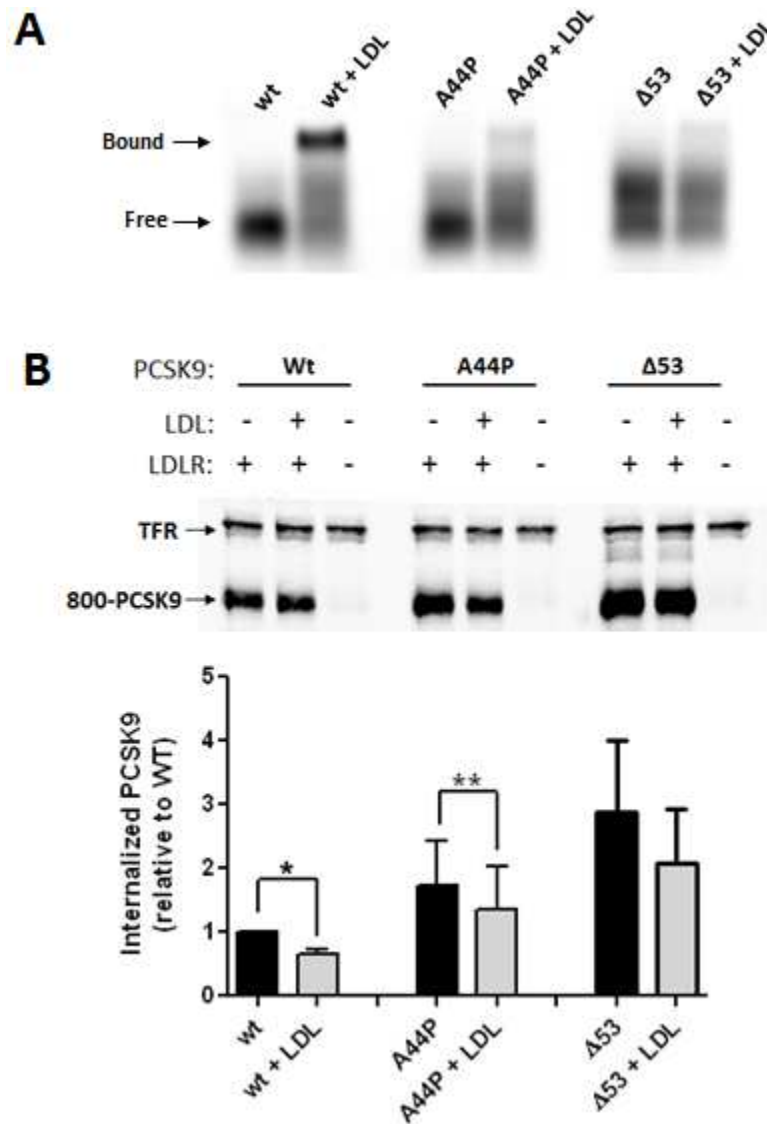 A
wt
wt + LDL
A44P
A44P + LDL
Δ53
Δ53 + LDL
Bound
Free
B
PCSK9: Wt A44P Δ53
LDL: - + - - + - - + -
LDLR: + + - + + - + + -
TFR
800-PCSK9
Internalized PCSK9
(relative to WT)
5
4
3
2
1
0
*
**
wt
wt + LDL
A44P
A44P + LDL
Δ53
Δ53 + LDL